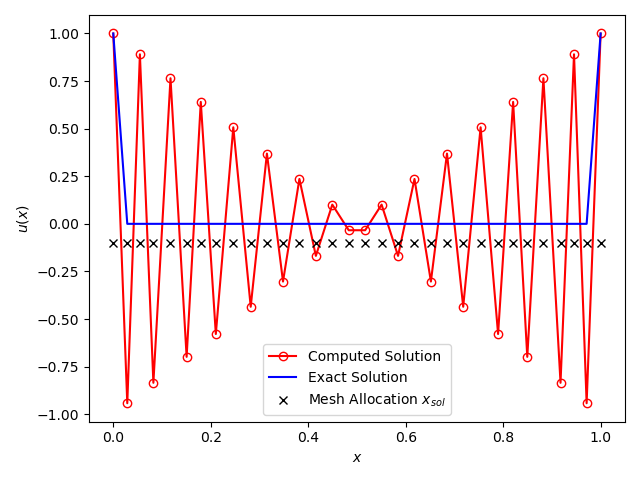 1.00
0.75
0.50
0.25
0.00
−0.25
−0.50
−0.75
−1.00
u(x)
Computed Solution
Exact Solution
Mesh Allocation x_sol
0.0 0.2 0.4 0.6 0.8 1.0
x